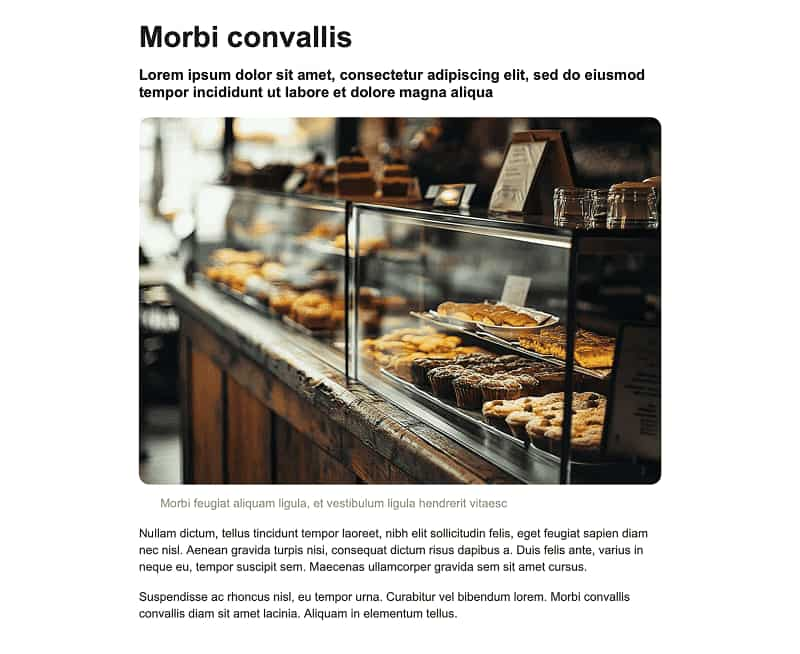 Morbi convallis
Lorem ipsum dolor sit amet, consectetur adipiscing elit, sed do eiusmod
tempor incididunt ut labore et dolore magna aliqua
Morbi feugiat aliquam ligula, et vestibulum ligula hendrerit vitaesc
Nullam dictum, tellus tincidunt tempor laoreet, nibh elit sollicitudin felis, eget feugiat sapien diam
nec nisl. Aenean gravida turpis nisi, consequat dictum risus dapibus a. Duis felis ante, varius in
neque eu, tempor suscipit sem. Maecenas ullamcorper gravida sem sit amet cursus.
Suspendisse ac rhoncus nisl, eu tempor urna. Curabitur vel bibendum lorem. Morbi convallis
convallis diam sit amet lacinia. Aliquam in elementum tellus.